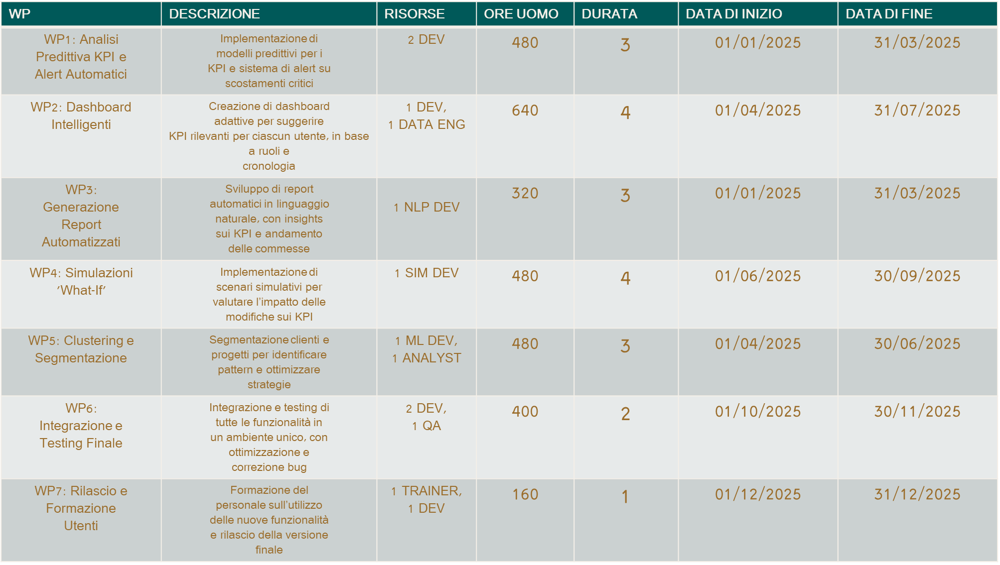 WP DESCRIZIONE RISORSE ORE UOMO DURATA DATA DI INIZIO DATA DI FINE
WP1: Analisi
Predittiva KPI e
Alert Automatici
Implementazione di
modelli predittivi per i
KPI e sistema di alert su
scostamenti critici
2 DEV
480
3
01/01/2025
31/03/2025
WP2: Dashboard
Intelligenti
Creazione di dashboard
adattive per suggerire
KPI rilevanti per ciascun utente, in base
a ruoli e
cronologia
1 DEV,
1 DATA ENG
640
4
01/04/2025
31/07/2025
WP3:
Generazione
Report
Automatizzati
Sviluppo di report
automatici in linguaggio
naturale, con insights
sui KPI e andamento
delle commesse
1 NLP DEV
320
3
01/01/2025
31/03/2025
WP4: Simulazioni
'What-If'
Implementazione di
scenari simulativi per
valutare l'impatto delle
modifiche sui KPI
1 SIM DEV
480
4
01/06/2025
30/09/2025
WP5: Clustering e
Segmentazione
Segmentazione clienti e
progetti per identificare
pattern e ottimizzare
strategie
1 ML DEV,
1 ANALYST
480
3
01/04/2025
30/06/2025
WP6:
Integrazione e
Testing Finale
Integrazione e testing di
tutte le funzionalità in
un ambiente unico, con
ottimizzazione e
correzione bug
2 DEV,
1 QA
400
2
01/10/2025
30/11/2025
WP7: Rilascio e
Formazione
Utenti
Formazione del
personale sull'utilizzo
delle nuove funzionalità
e rilascio della versione
finale
1 TRAINER,
1 DEV
160
1
01/12/2025
31/12/2025